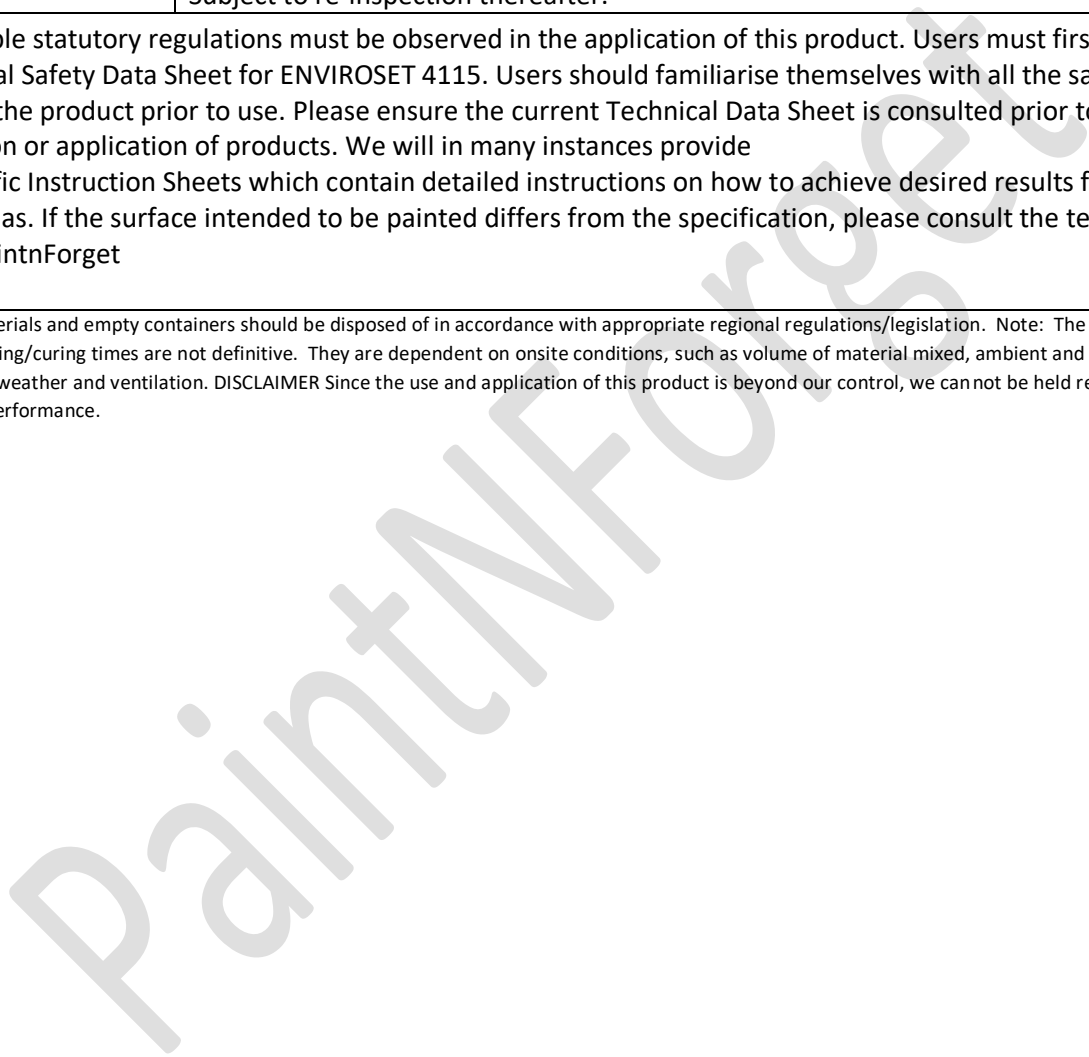 Subject to re-inspection thereafter.
ble statutory regulations must be observed in the application of this product. Users must firs
al Safety Data Sheet for ENVIROSET 4115. Users should familiarise themselves with all the sa
the product prior to use. Please ensure the current Technical Data Sheet is consulted prior to
on or application of products. We will in many instances provide
fic Instruction Sheets which contain detailed instructions on how to achieve desired results f
as. If the surface intended to be painted differs from the specification, please consult the te
intnForget
erials and empty containers should be disposed of in accordance with appropriate regional regulations/legislation. Note: The
ing/curing times are not definitive. They are dependent on onsite conditions, such as volume of material mixed, ambient and
weather and ventilation. DISCLAIMER Since the use and application of this product is beyond our control, we cannot be held re
erformance.
PaintNForget